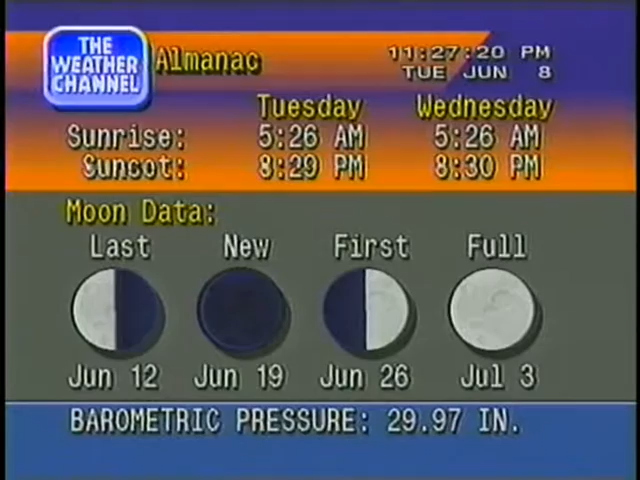 THE
WEATHER
CHANNEL
Almanac
11:27:20 PM
TUE JUN 8
Tuesday Wednesday
Sunrise: 5:26 AM 5:26 AM
Suncot: 8:29 PM 8:30 PM
Moon Data:
Last New First Full
Jun 12 Jun 19 Jun 26 Jul 3
BAROMETRIC PRESSURE: 29.97 IN.